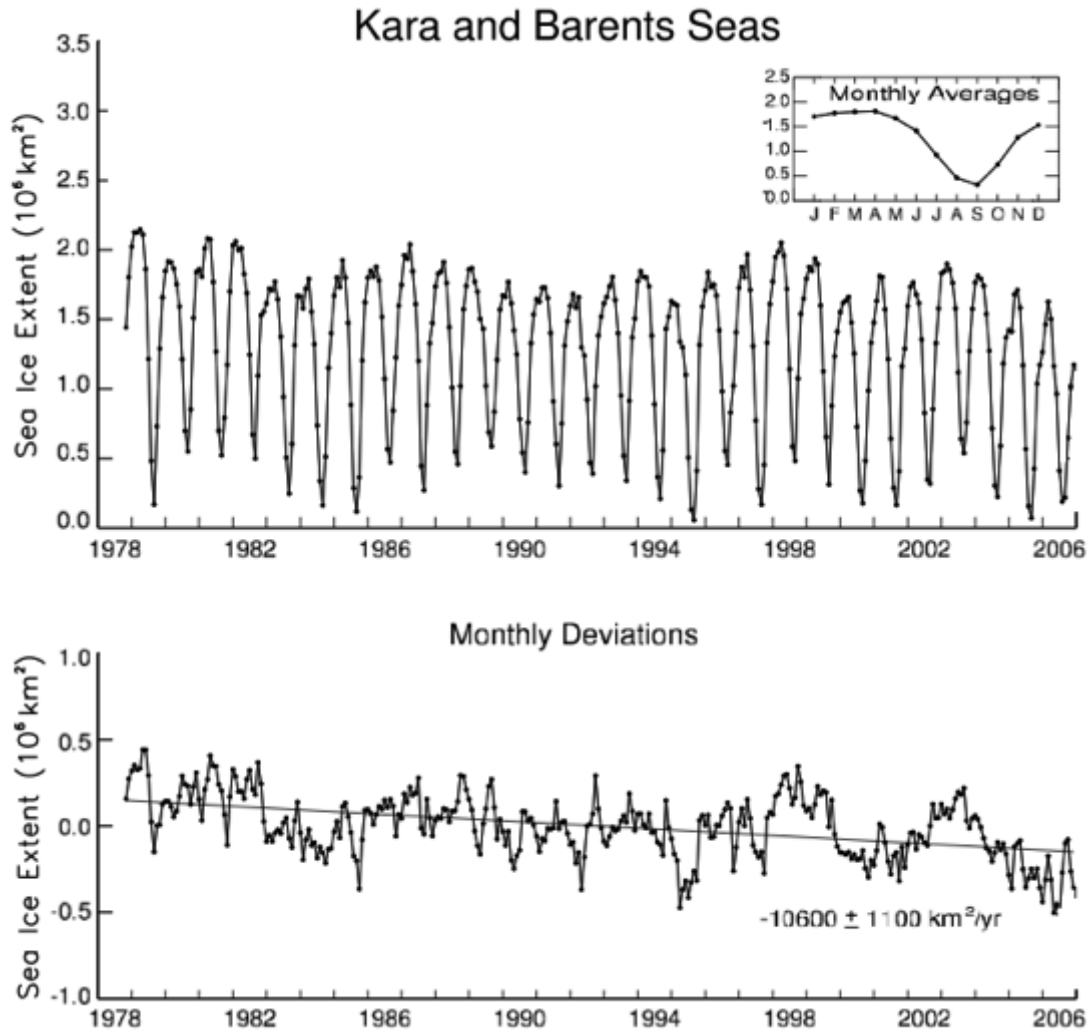 Kara and Barents Seas
Sea Ice Extent (10⁶ km²)
3.5
3.0
2.5
2.0
1.5
1.0
0.5
0.0
1978 1982 1986 1990 1994 1998 2002 2006
Monthly Averages
2.5
2.0
1.5
1.0
0.5
0.0
J F M A M J J A S O N D
Monthly Deviations
Sea Ice Extent (10⁶ km²)
1.0
0.5
0.0
-0.5
-1.0
-10600 ± 1100 km²/yr
1978 1982 1986 1990 1994 1998 2002 2006